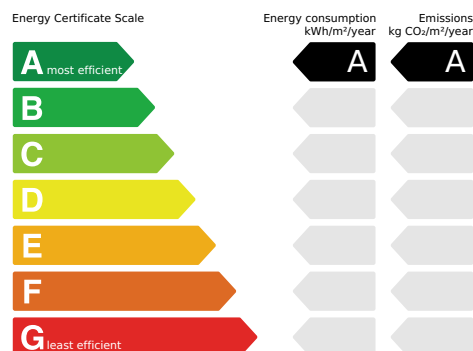 Energy Certificate Scale
Energy consumption
kWh/m²/year
Emissions
kg CO₂/m²/year
A most efficient
A
A
B
C
D
E
F
G least efficient